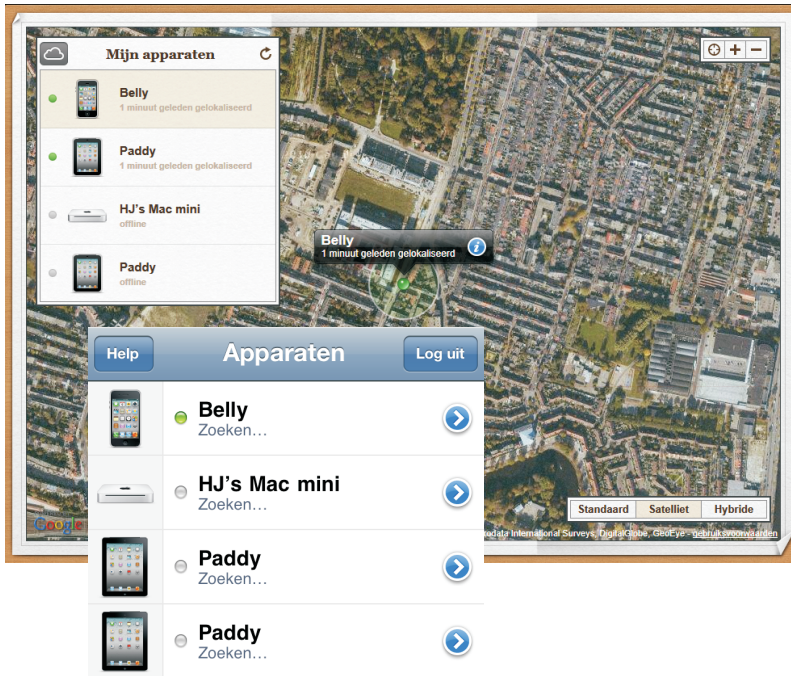 Mijn apparaten
Belly
1 minuut geleden gelokaliseerd
Paddy
1 minuut geleden gelokaliseerd
HJ's Mac mini
offline
Paddy
offline
Belly
1 minuut geleden gelokaliseerd
Help
Apparaten
Log uit
Belly
Zoeken...
HJ's Mac mini
Zoeken...
Paddy
Zoeken...
Paddy
Zoeken...
Standaard Satelliet Hybride
Google
International Surveys, DigitalGlobe, GeoEye - gebruiksvoorwaarden